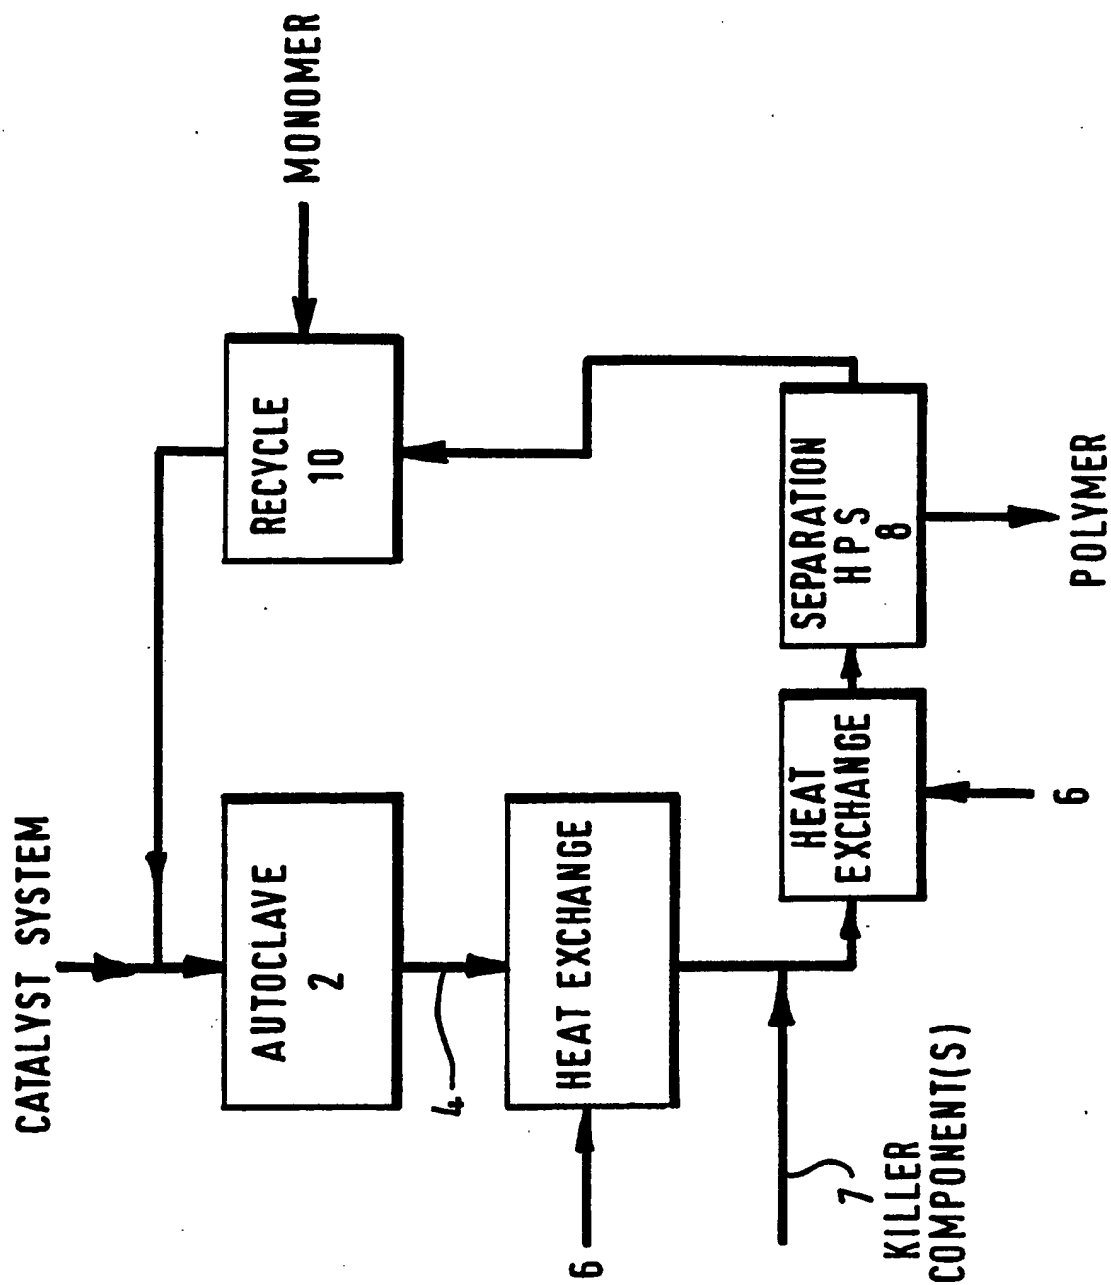 CATALYST SYSTEM
MONOMER
AUTOCLAVE
2
RECYCLE
10
4
6
HEAT EXCHANGE
7
KILLER
COMPONENT(S)
HEAT
EXCHANGE
6
SEPARATION
HPS
8
POLYMER